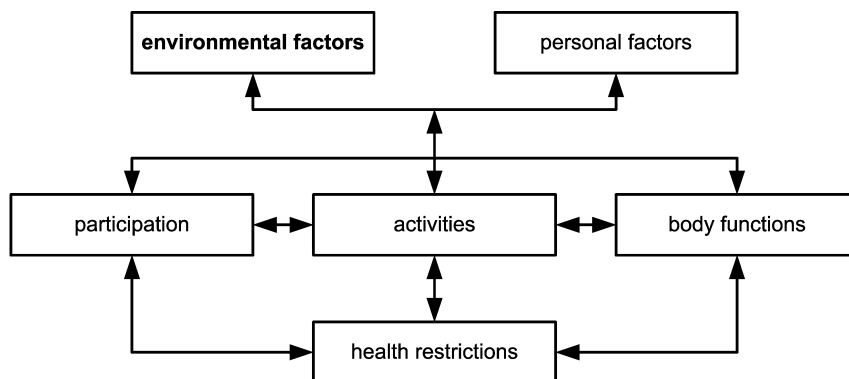 environmental factors
personal factors
participation
activities
body functions
health restrictions